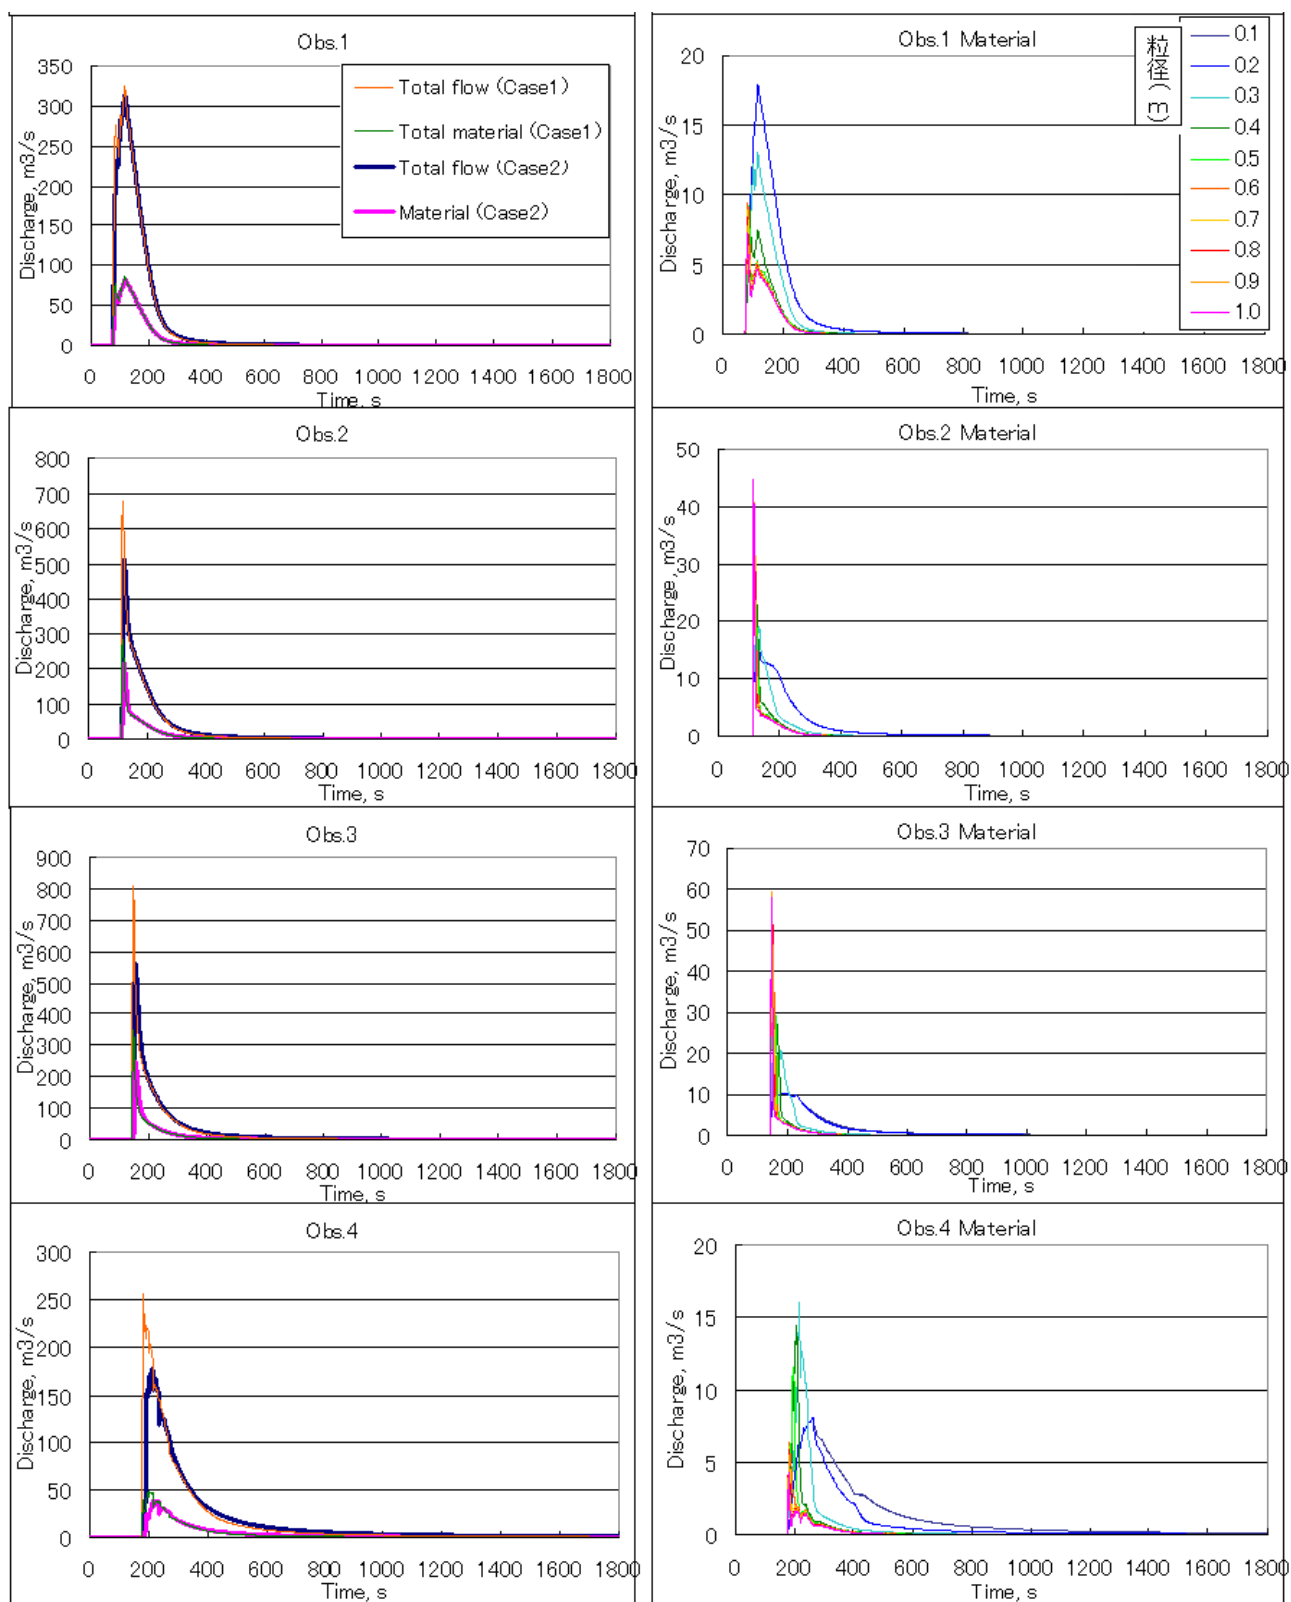 Obs.1
350
300
250
200
150
100
50
0
Discharge, m3/s
Total flow (Case1)
Total material (Case1)
Total flow (Case2)
Material (Case2)
0 200 400 600 800 1000 1200 1400 1600 1800
Time, s
Obs.1 Material
20
15
10
5
0
Discharge, m3/s
粒径(m)
0.1
0.2
0.3
0.4
0.5
0.6
0.7
0.8
0.9
1.0
0 200 400 600 800 1000 1200 1400 1600 1800
Time, s
Obs.2
800
700
600
500
400
300
200
100
0
Discharge, m3/s
0 200 400 600 800 1000 1200 1400 1600 1800
Time, s
Obs.2 Material
50
40
30
20
10
0
Discharge, m3/s
0 200 400 600 800 1000 1200 1400 1600 1800
Time, s
Obs.3
900
800
700
600
500
400
300
200
100
0
Discharge, m3/s
0 200 400 600 800 1000 1200 1400 1600 1800
Time, s
Obs.3 Material
70
60
50
40
30
20
10
0
Discharge, m3/s
0 200 400 600 800 1000 1200 1400 1600 1800
Time, s
Obs.4
300
250
200
150
100
50
0
Discharge, m3/s
0 200 400 600 800 1000 1200 1400 1600 1800
Time, s
Obs.4 Material
20
15
10
5
0
Discharge, m3/s
0 200 400 600 800 1000 1200 1400 1600 1800
Time, s